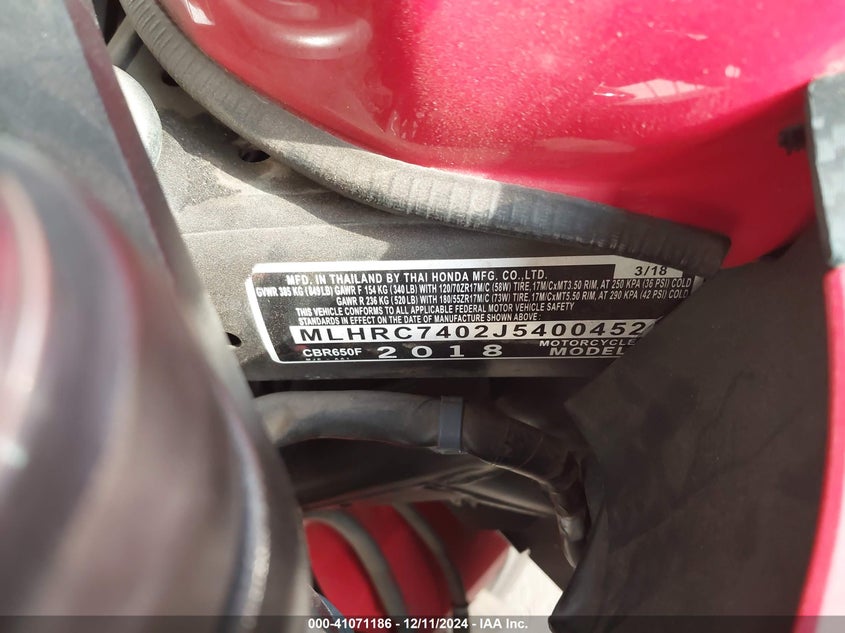 MFD. IN THAILAND BY THAI HONDA MFG. CO.,LTD. 3/18
GVWR 385 KG (849 LB) GAWR F 154 KG (340 LB) WITH 120/70ZR17M/C (58W) TIRE, 17M/CxMT3.50 RIM, AT 250 KPA (36 PSI) COLD
GAWR R 236 KG (520 LB) WITH 180/55ZR17M/C (73W) TIRE, 17M/CxMT5.50 RIM, AT 290 KPA (42 PSI) COLD
THIS VEHICLE CONFORMS TO ALL APPLICABLE FEDERAL MOTOR VEHICLE SAFETY
STANDARDS IN EFFECT ON THE DATE OF MANUFACTURE SHOWN ABOVE.
MLHRC7402J5400452
CBR650F 2018 MOTORCYCLE
MODEL
000-41071186 - 12/11/2024 - IAA Inc.